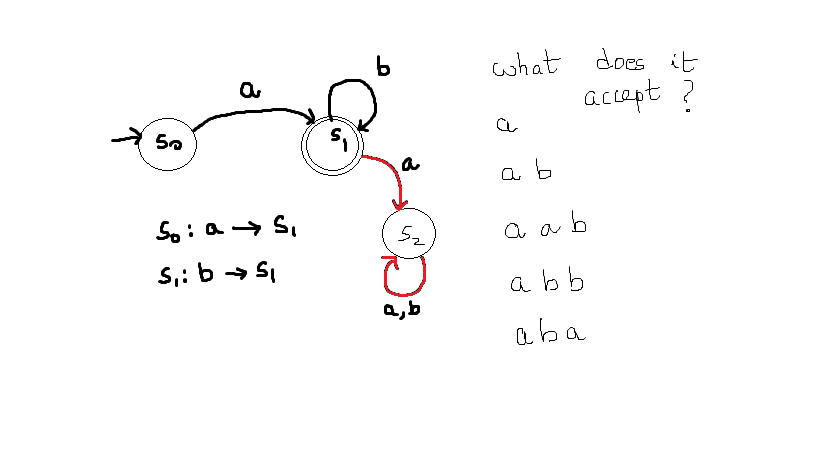 what does it
accept ?
b
a
a
S0
S1
a b
a
S2
S0 : a → S1
a a b
S1 : b → S1
a b b
a, b
a b a